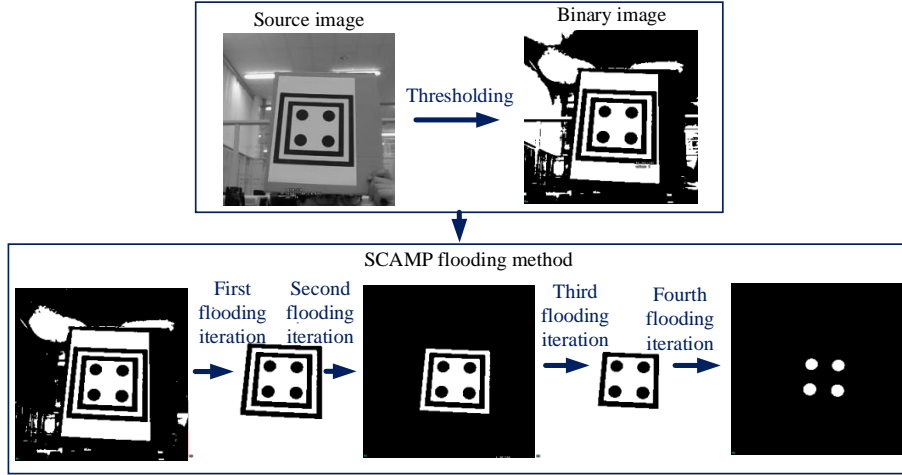 Source image
Binary image
Thresholding
SCAMP flooding method
First
flooding
iteration
Second
flooding
iteration
Third
flooding
iteration
Fourth
flooding
iteration